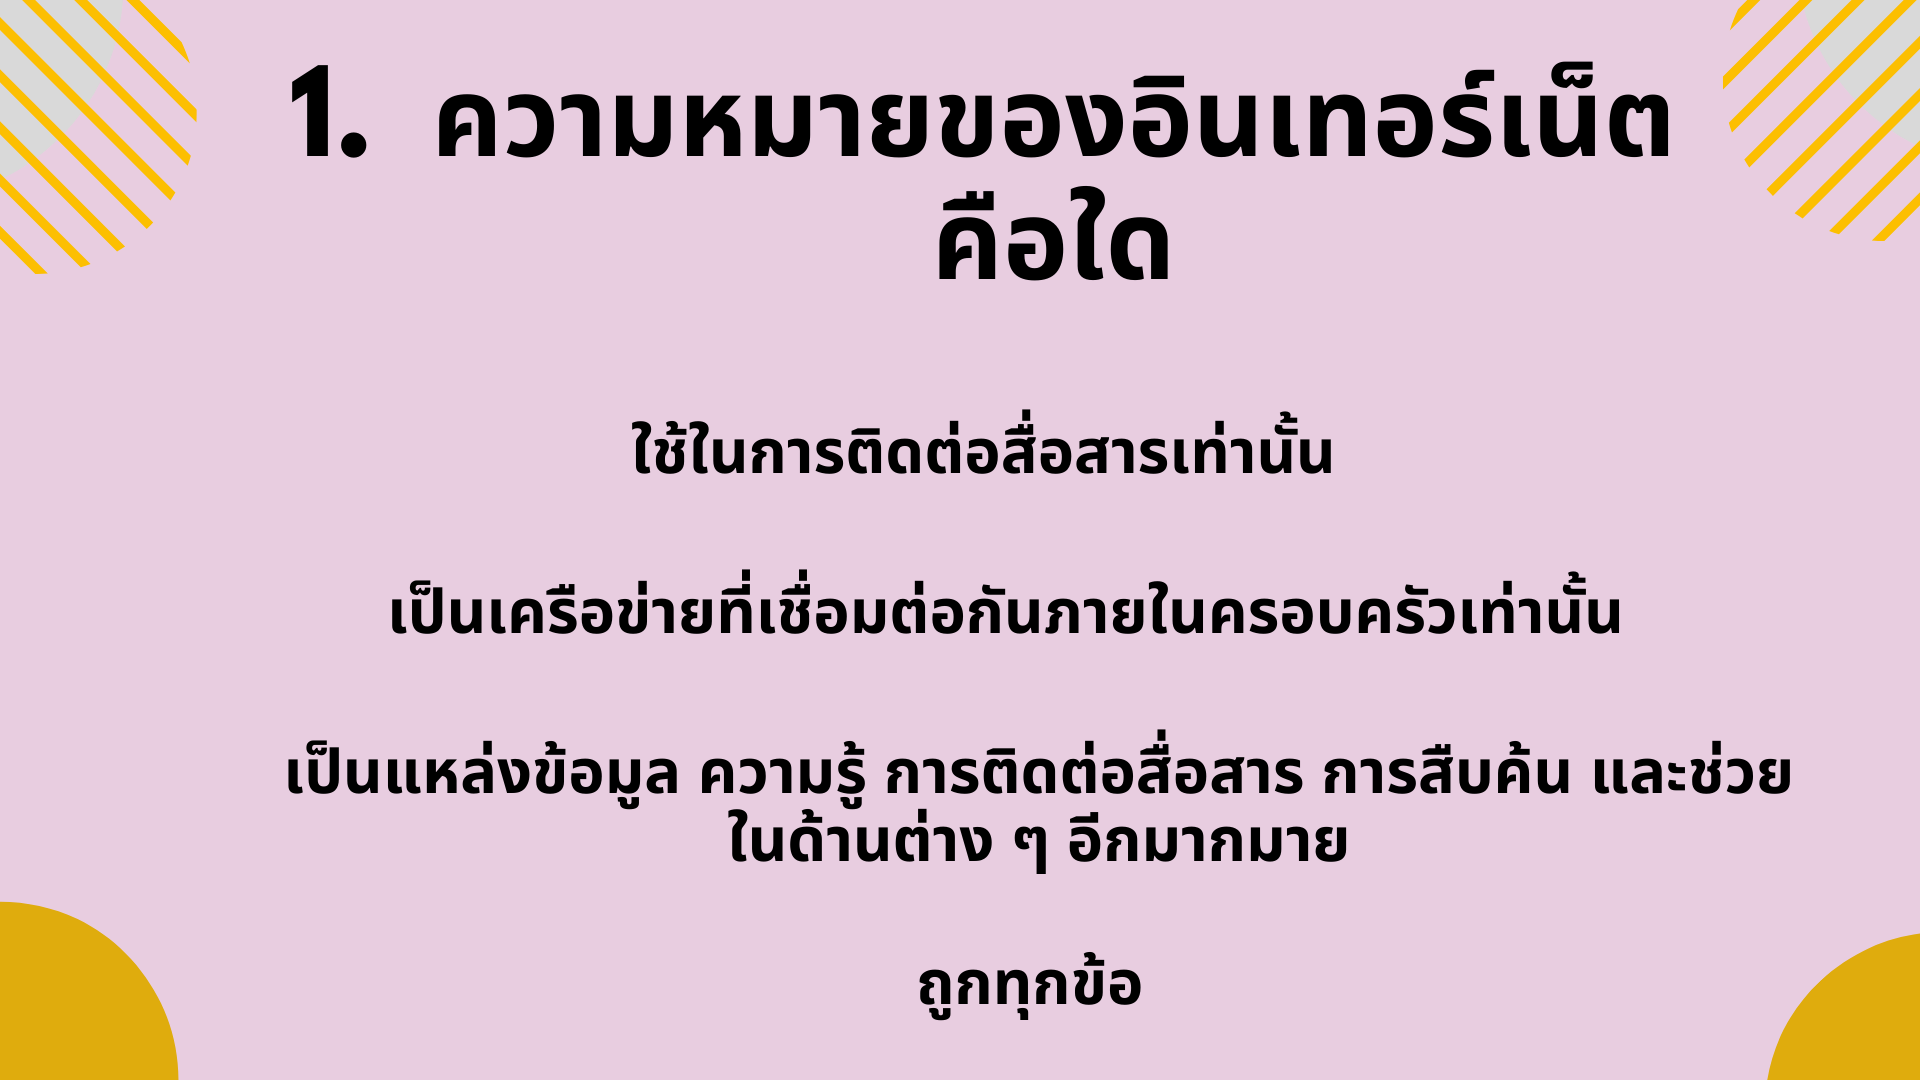 1. ความหมายของอินเทอร์เน็ต
คือใด
ใช้ในการติดต่อสื่อสารเท่านั้น
เป็นเครือข่ายที่เชื่อมต่อกันภายในครอบครัวเท่านั้น
เป็นแหล่งข้อมูล ความรู้ การติดต่อสื่อสาร การสืบค้น และช่วย
ในด้านต่าง ๆ อีกมากมาย
ถูกทุกข้อ